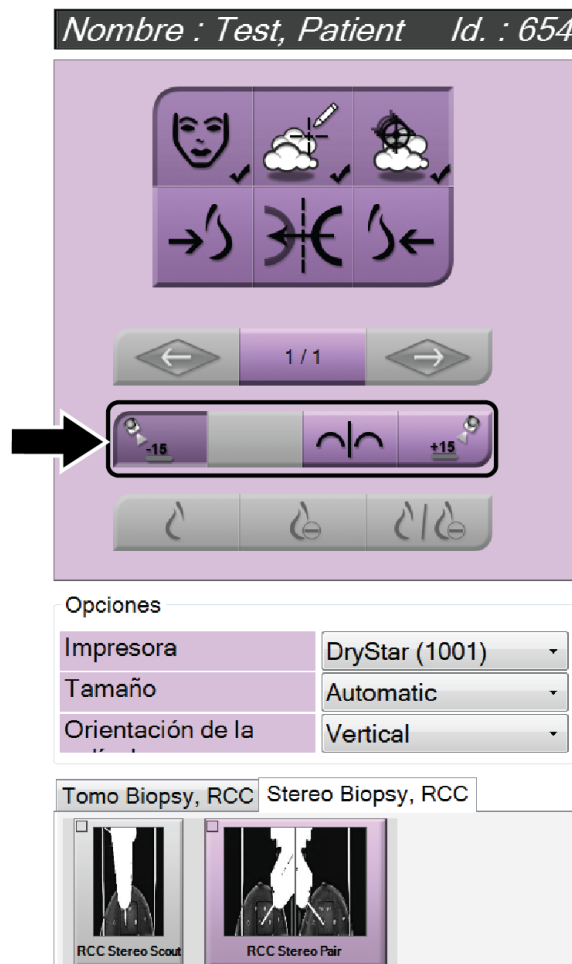 Nombre : Test, Patient Id. : 654
1 / 1
-15
+15
Opciones
Impresora
DryStar (1001)
Tamaño
Automatic
Orientación de la
Vertical
Tomo Biopsy, RCC
Stereo Biopsy, RCC
RCC Stereo Scout
RCC Stereo Pair